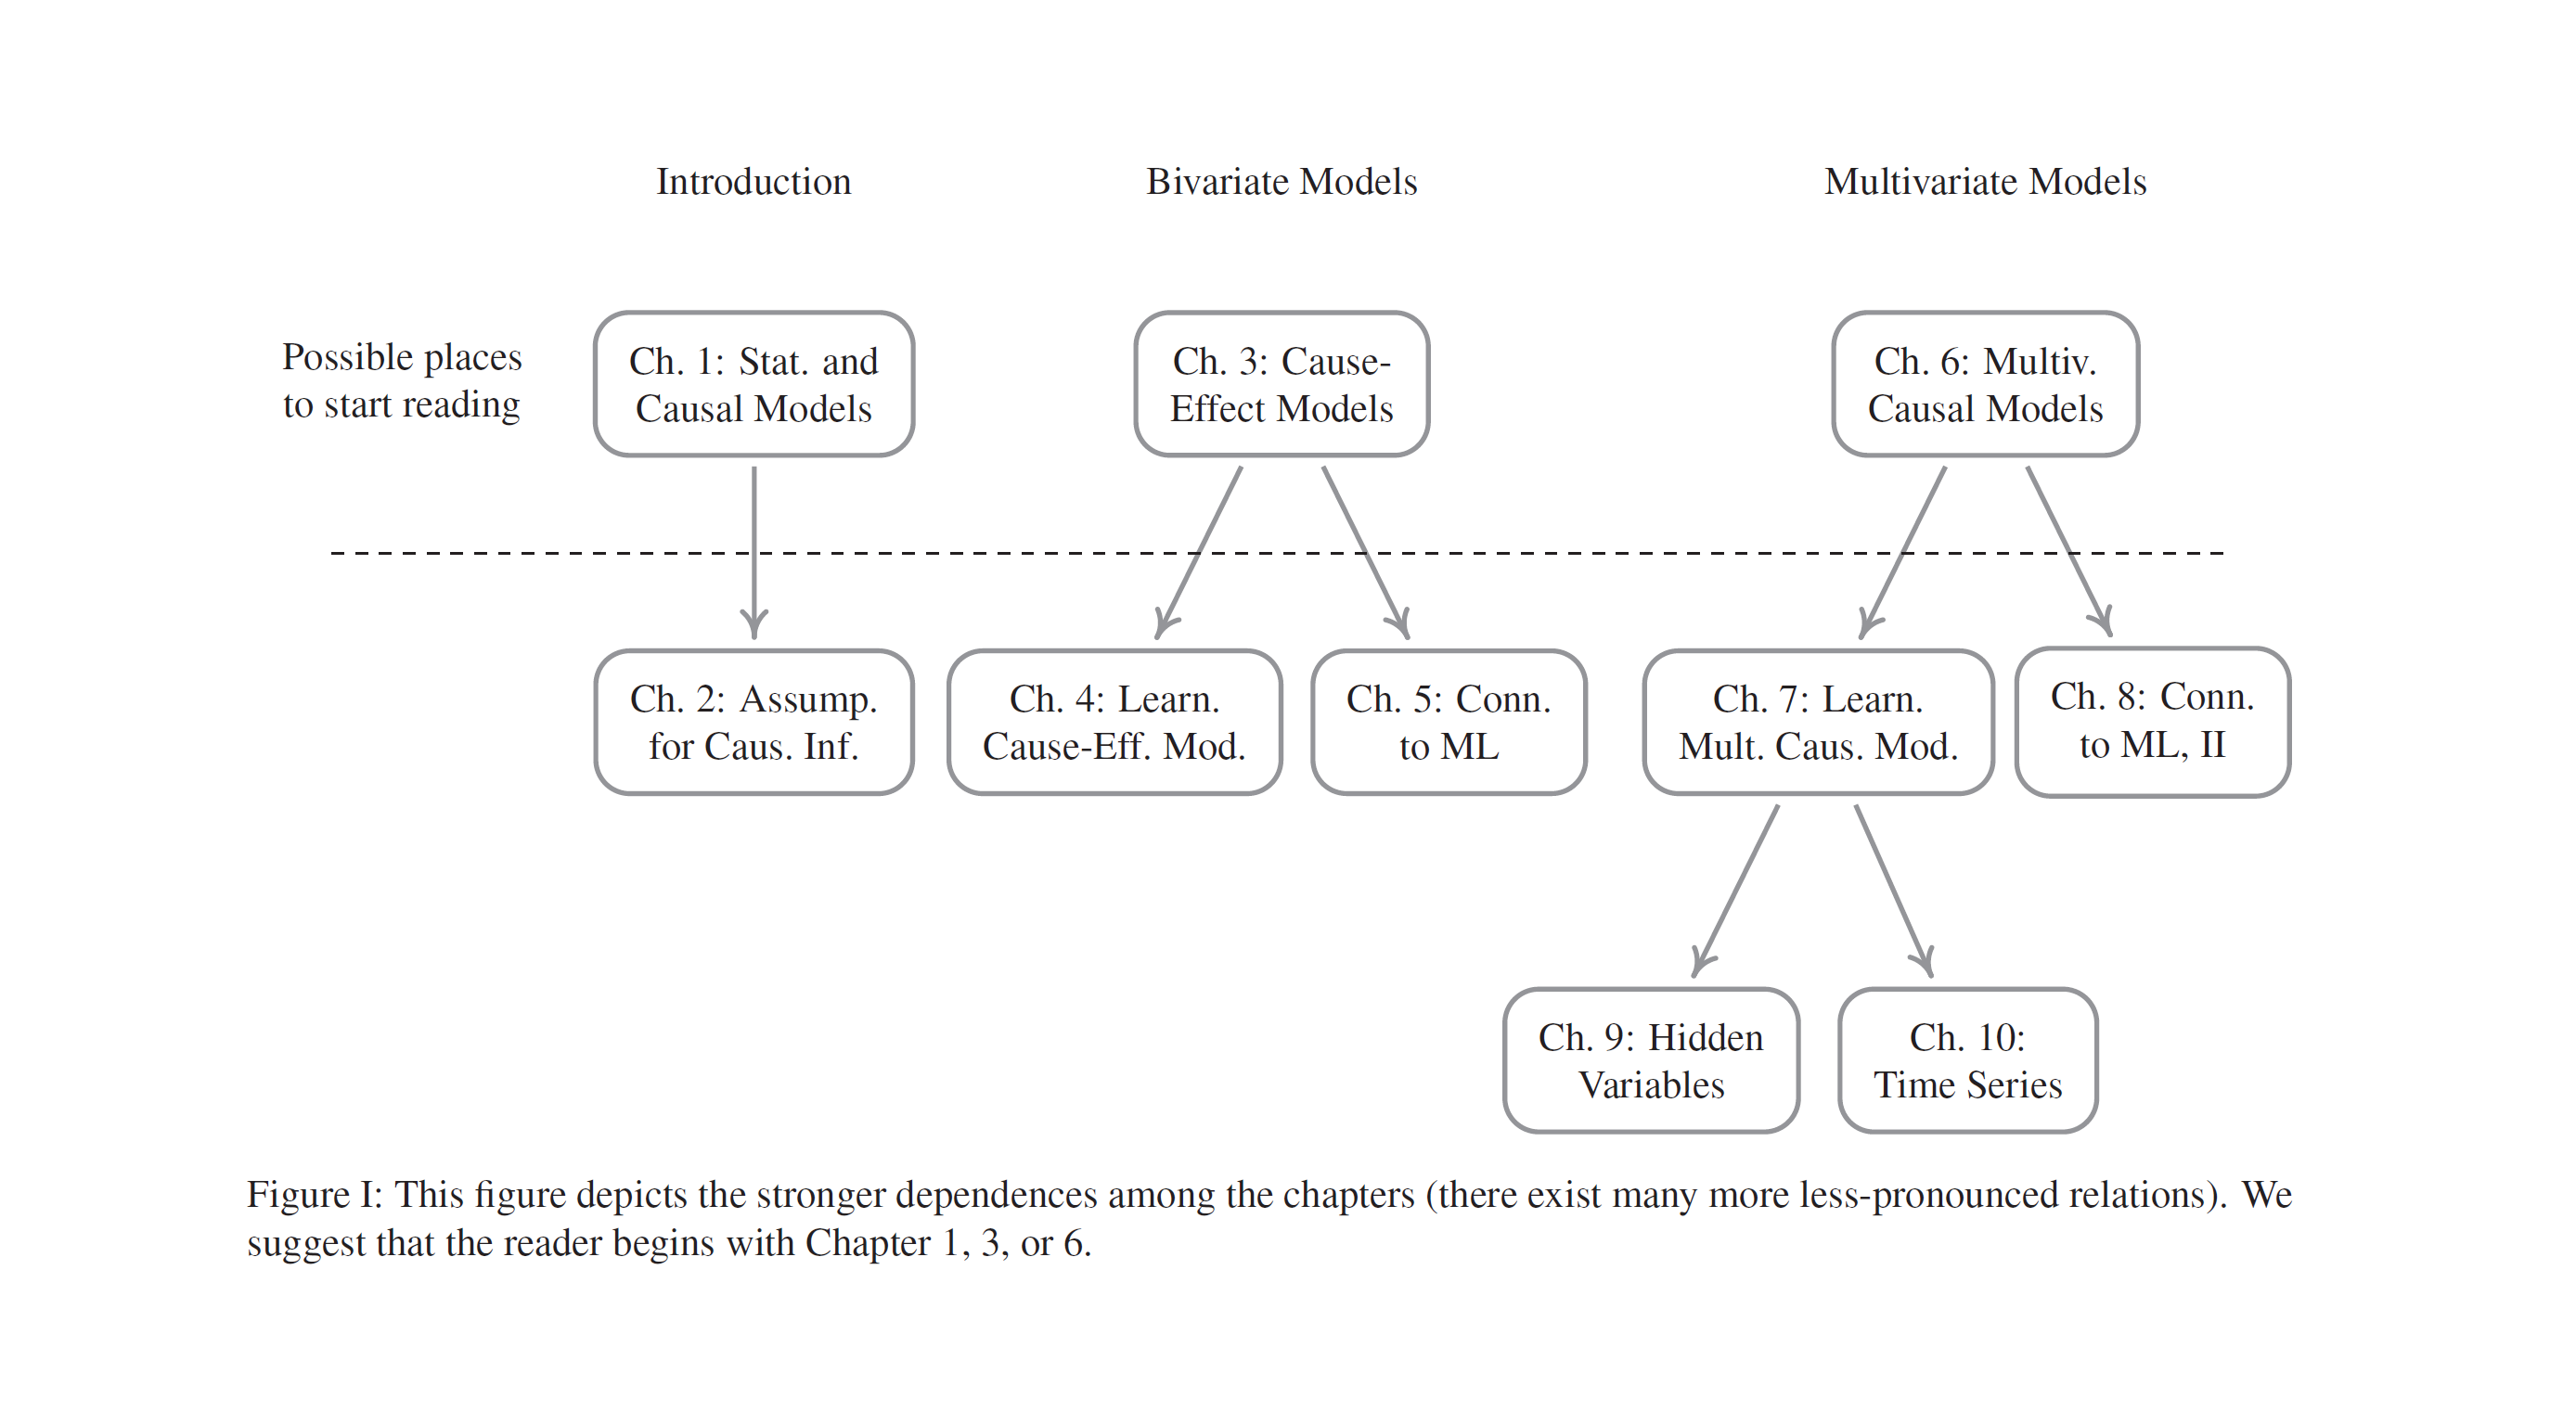 Introduction
Bivariate Models
Multivariate Models
Possible places
to start reading
Ch. 1: Stat. and
Causal Models
Ch. 3: Cause-
Effect Models
Ch. 6: Multiv.
Causal Models
Ch. 2: Assump.
for Caus. Inf.
Ch. 4: Learn.
Cause-Eff. Mod.
Ch. 5: Conn.
to ML
Ch. 7: Learn.
Mult. Caus. Mod.
Ch. 8: Conn.
to ML, II
Ch. 9: Hidden
Variables
Ch. 10:
Time Series
Figure I: This figure depicts the stronger dependences among the chapters (there exist many more less-pronounced relations). We
suggest that the reader begins with Chapter 1, 3, or 6.